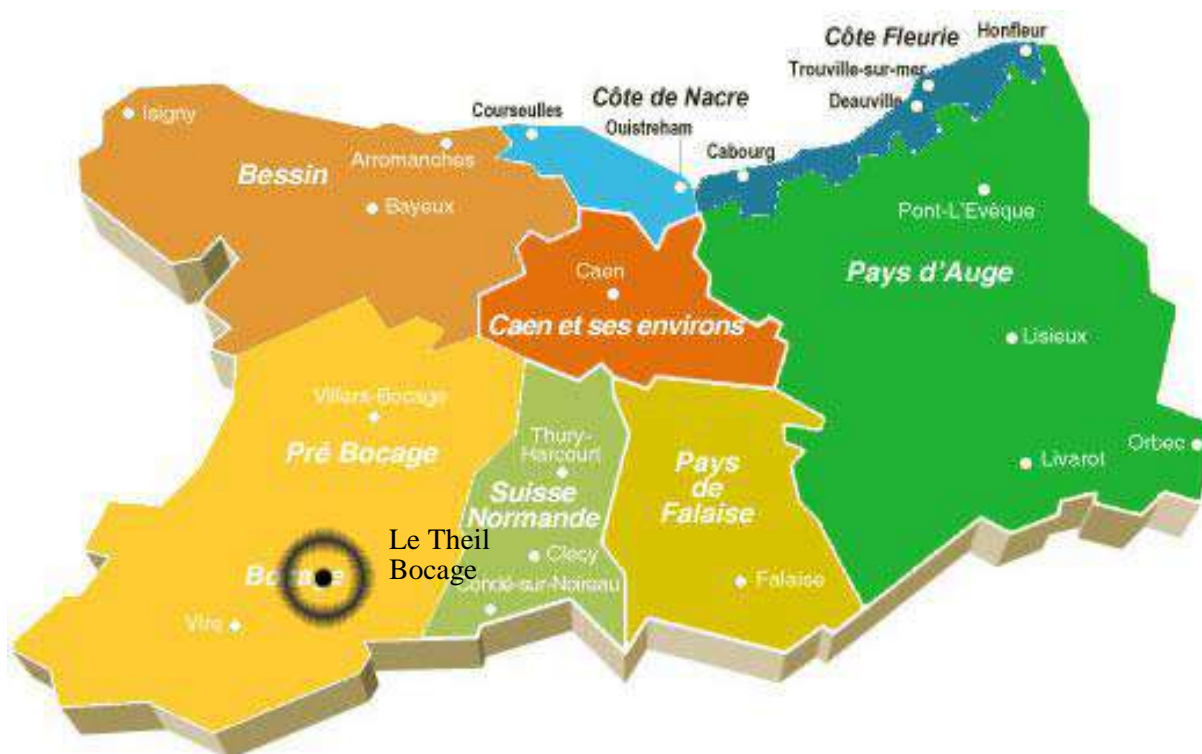 Côte Fleurie
Honfleur
Trouville-sur-mer
Deauville
Côte de Nacre
Courseulles
Ouistreham
Cabourg
Isigny
Arromanches
Bessin
Bayeux
Pont-L'Evêque
Caen
Pays d'Auge
Caen et ses environs
Lisieux
Villers-Bocage
Pré Bocage
Thury-
Harcourt
Suisse
Normande
Pays
de
Falaise
Orbec
Livarot
Le Theil
Bocage
Bocage
Clécy
Condé-sur-Noireau
Falaise
Vire